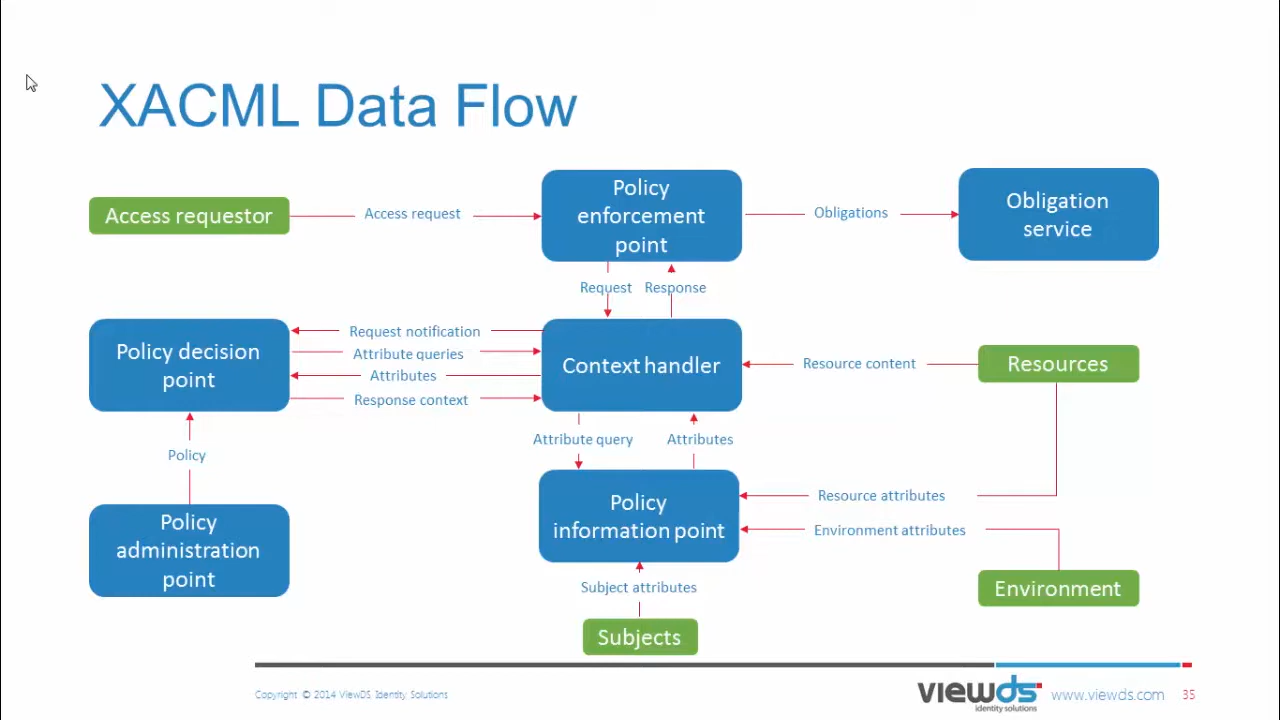 XACML Data Flow
Access requestor
Access request
Policy
enforcement
point
Obligations
Obligation
service
Request
Response
Policy decision
point
Request notification
Attribute queries
Attributes
Response context
Context handler
Resource content
Resources
Policy
Attribute query
Attributes
Policy
administration
point
Policy
information point
Resource attributes
Environment attributes
Environment
Subject attributes
Subjects
Copyright © 2014 ViewDS Identity Solutions
viewds
identity solutions
www.viewds.com
35